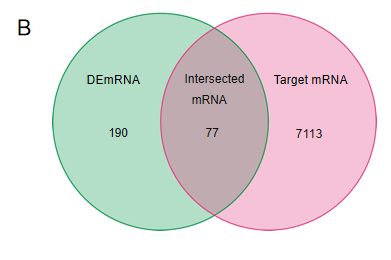 B
DEmRNA
Intersected
mRNA
Target mRNA
190
77
7113